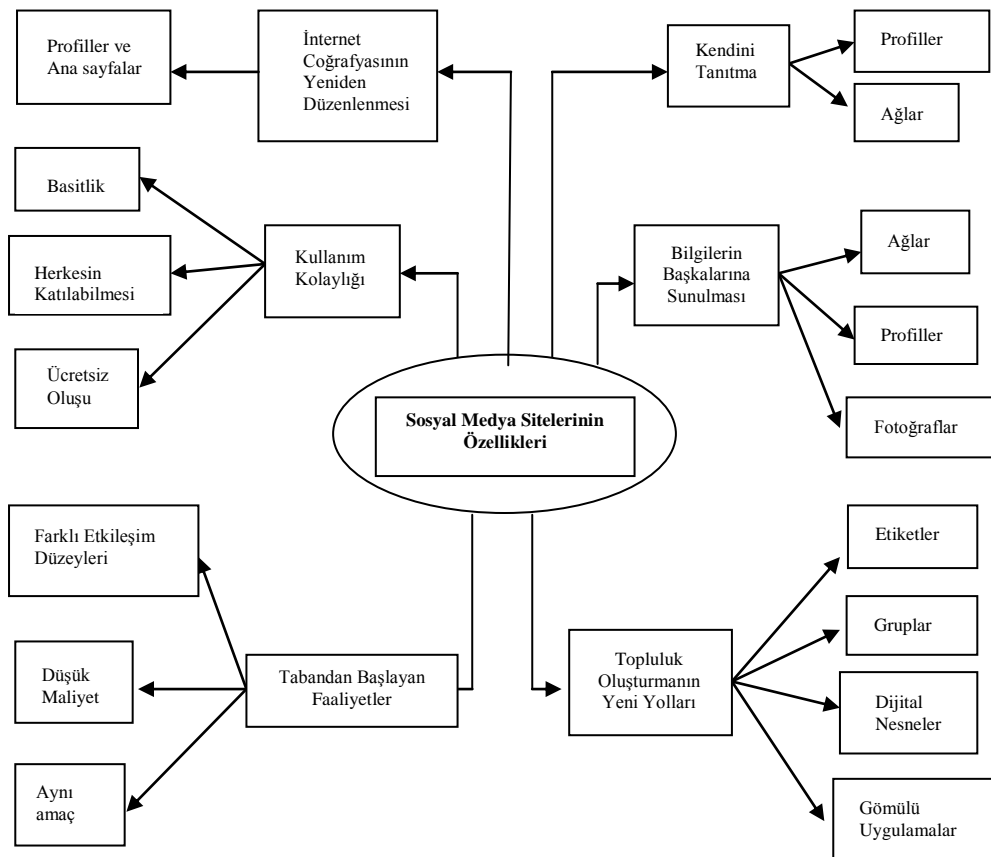 Profiller ve
Ana sayfalar
İnternet
Coğrafyasının
Yeniden
Düzenlenmesi
Kendini
Tanıtma
Profiller
Ağlar
Basitlik
Herkesin
Katılabilmesi
Ücretsiz
Oluşu
Kullanım
Kolaylığı
Bilgilerin
Başkalarına
Sunulması
Ağlar
Profiller
Fotoğraflar
Sosyal Medya Sitelerinin
Özellikleri
Farklı Etkileşim
Düzeyleri
Düşük
Maliyet
Aynı
amaç
Tabandan Başlayan
Faaliyetler
Topluluk
Oluşturmanın
Yeni Yolları
Etiketler
Gruplar
Dijital
Nesneler
Gömülü
Uygulamalar